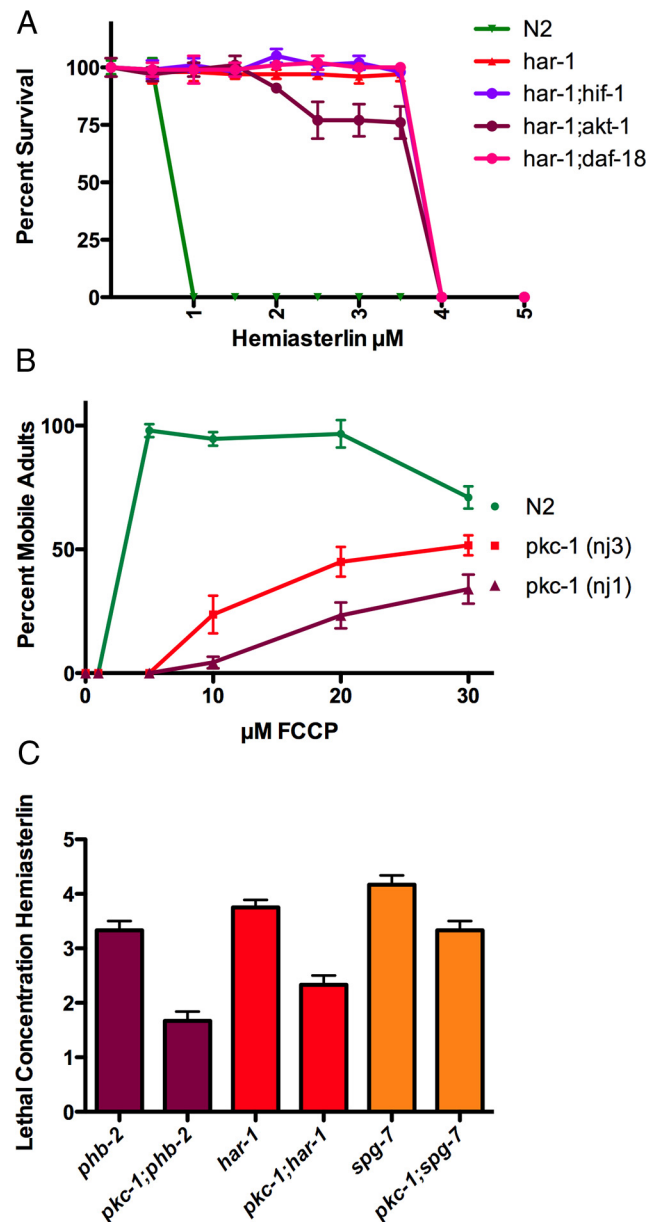 A
Percent Survival
100
75
50
25
0
1
2
3
4
5
Hemiasterlin µM
N2
har-1
har-1;hif-1
har-1;akt-1
har-1;daf-18
B
Percent Mobile Adults
100
50
0
0
10
20
30
µM FCCP
N2
pkc-1 (nj3)
pkc-1 (nj1)
C
Lethal Concentration Hemiasterlin
5
4
3
2
1
0
phb-2
pkc-1;phb-2
har-1
pkc-1;har-1
spg-7
pkc-1;spg-7